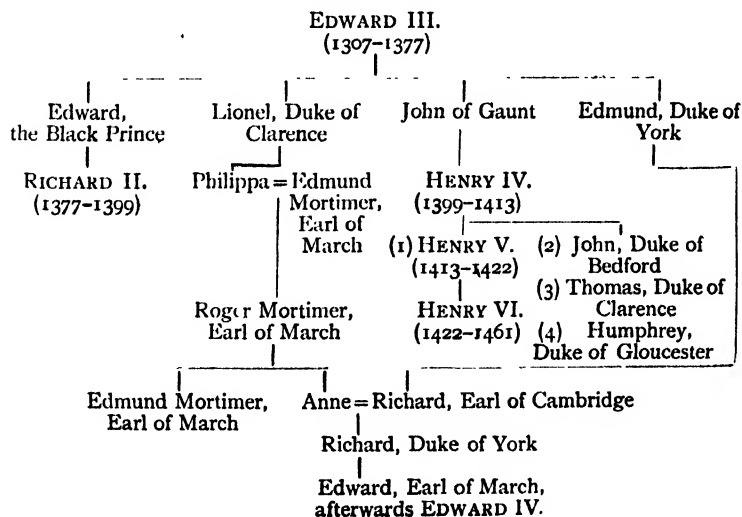 EDWARD III.
(1307-1377)
Edward,
the Black Prince
Lionel, Duke of
Clarence
John of Gaunt
Edmund, Duke of
York
RICHARD II.
(1377-1399)
Philippa = Edmund
Mortimer,
Earl of
March
HENRY IV.
(1399-1413)
(1) HENRY V.
(1413-1422)
(2) John, Duke of
Bedford
(3) Thomas, Duke of
Clarence
(4) Humphrey,
Duke of Gloucester
HENRY VI.
(1422-1461)
Roger Mortimer,
Earl of March
Edmund Mortimer,
Earl of March
Anne = Richard, Earl of Cambridge
Richard, Duke of York
Edward, Earl of March,
afterwards EDWARD IV.